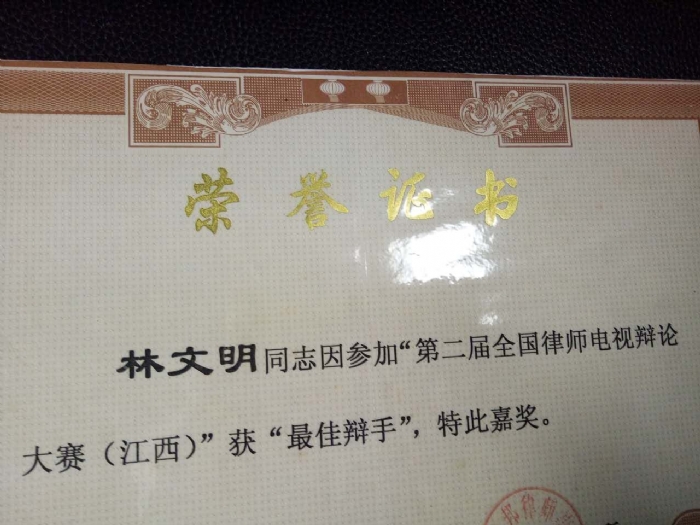 荣誉证书
林文明同志因参加“第二届全国律师电视辩论
大赛（江西）”获“最佳辩手”，特此嘉奖。